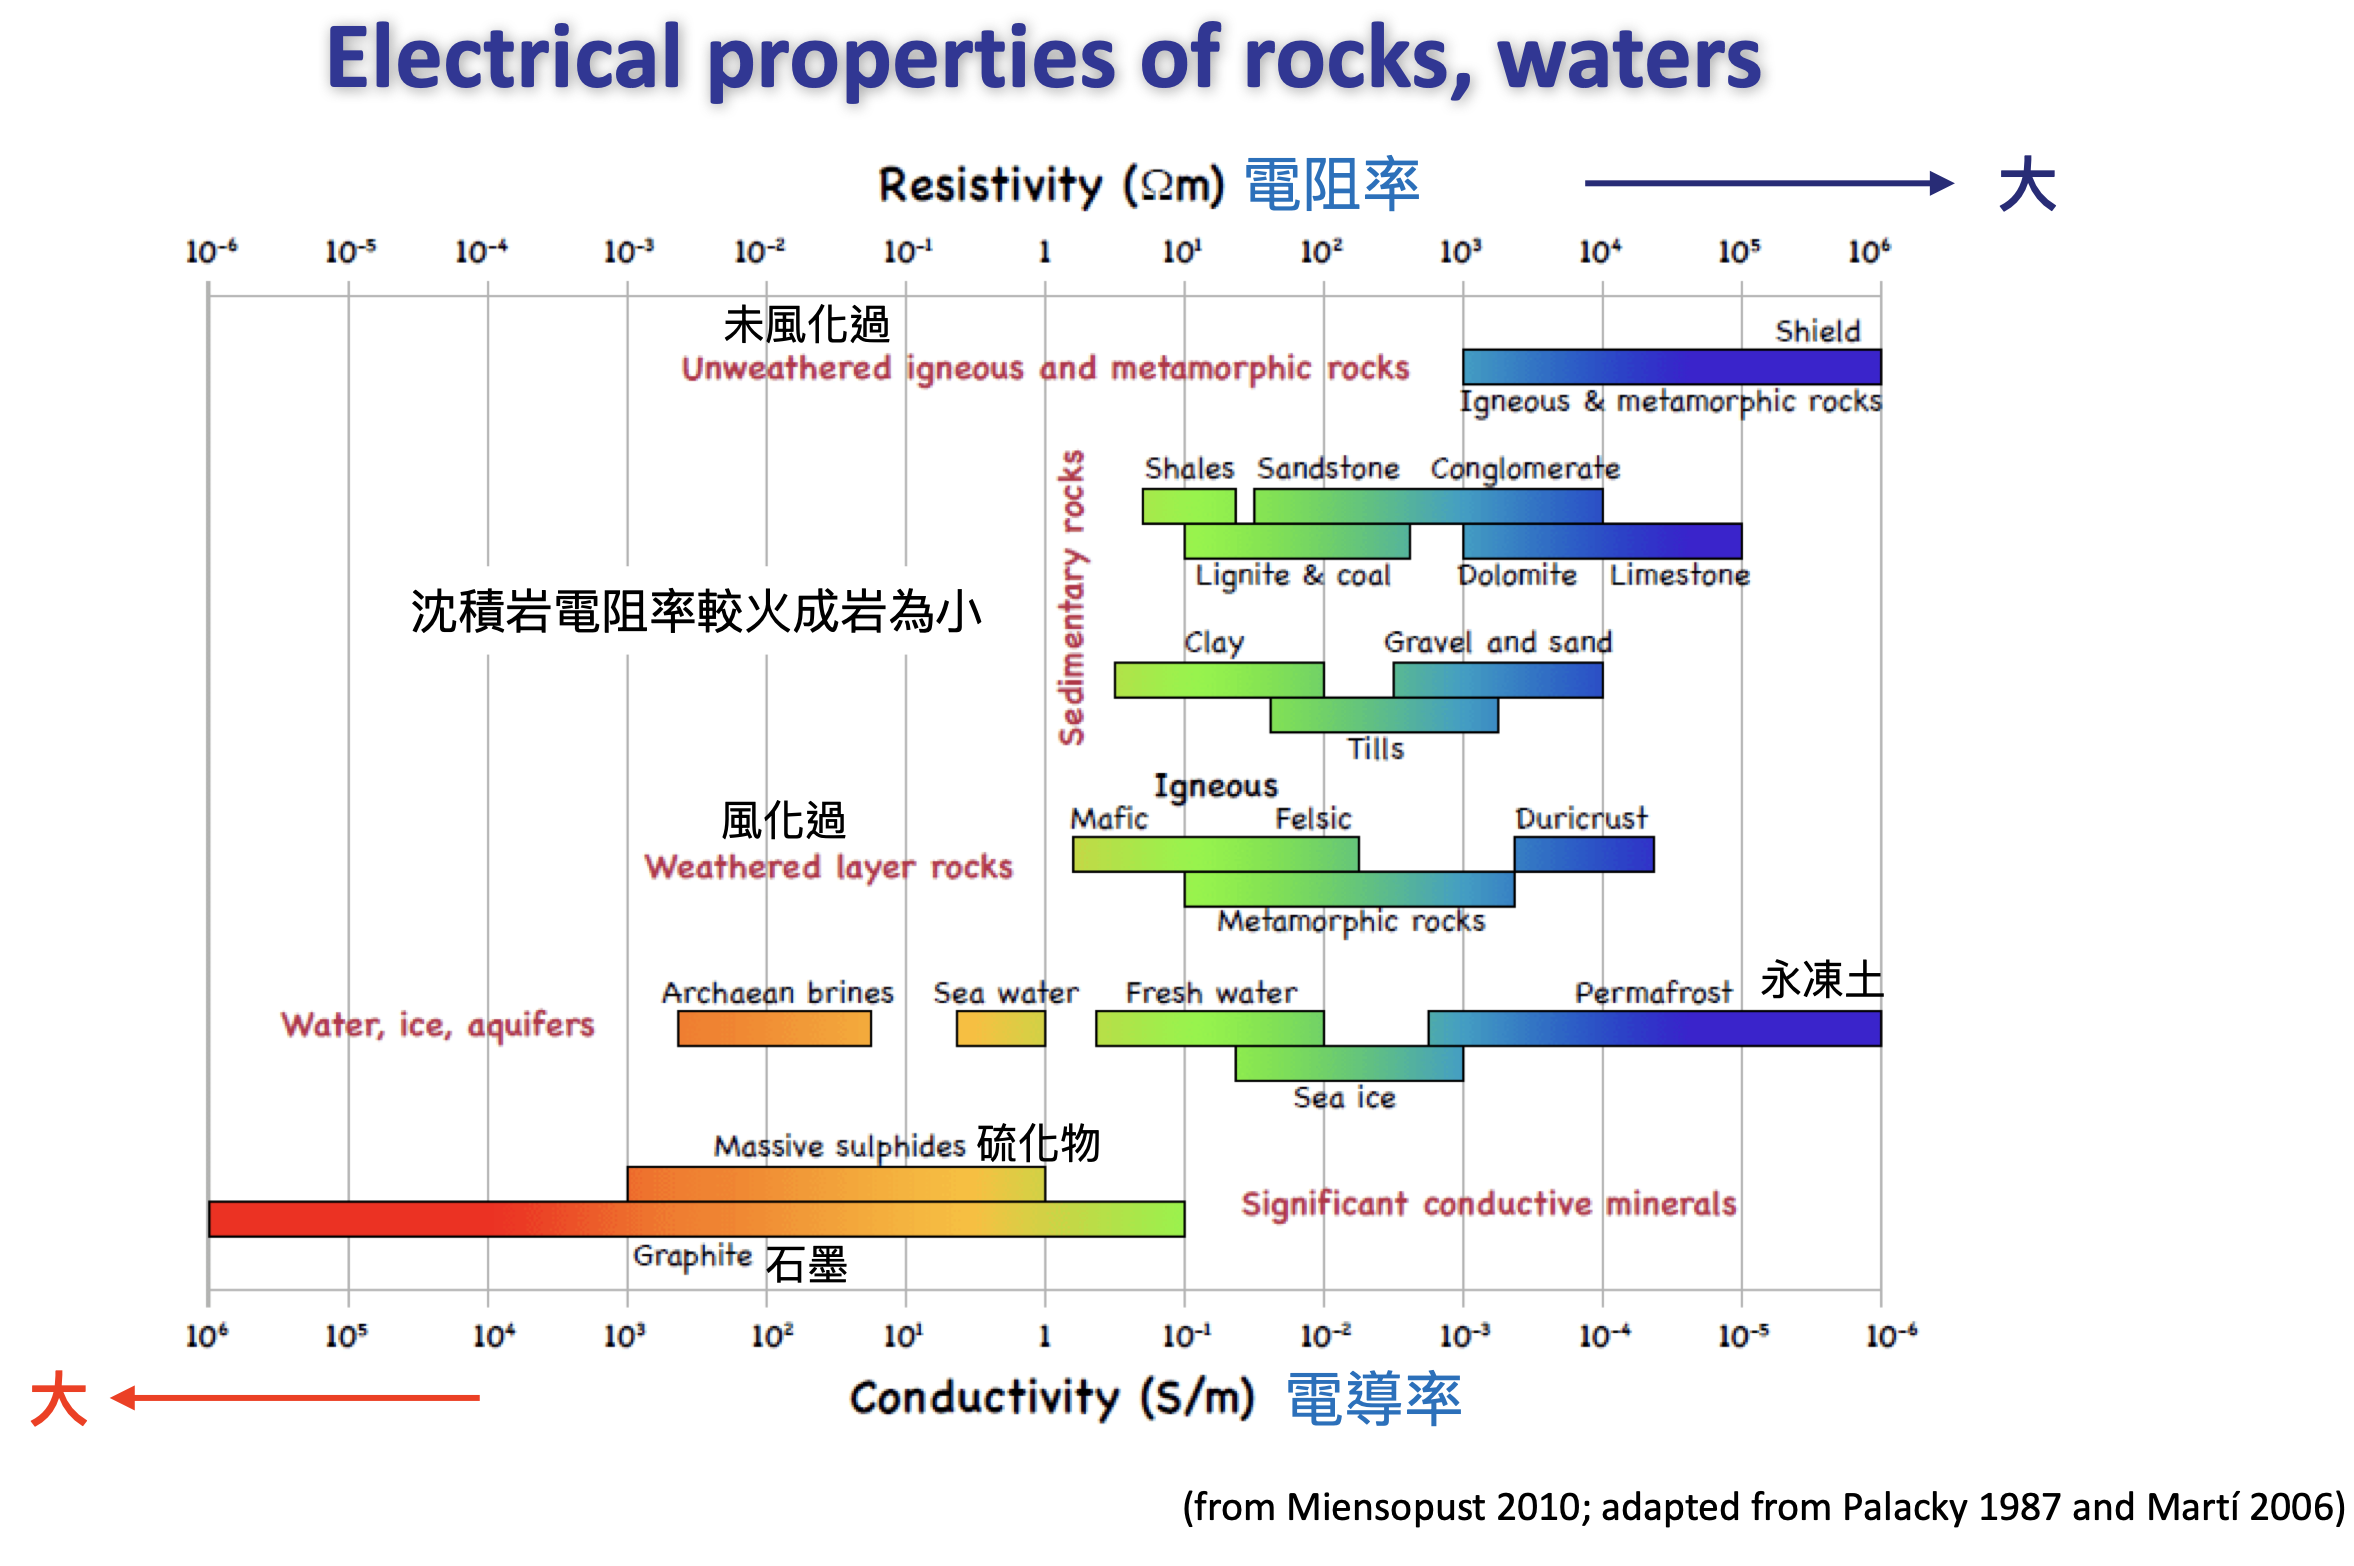 Electrical properties of rocks, waters
Resistivity (Ωm) 電阻率 大
10⁻⁶ 10⁻⁵ 10⁻⁴ 10⁻³ 10⁻² 10⁻¹ 1 10¹ 10² 10³ 10⁴ 10⁵ 10⁶
未風化過
Shield
Unweathered igneous and metamorphic rocks
Igneous & metamorphic rocks
Sedimentary rocks
Shales Sandstone Conglomerate
Lignite & coal Dolomite Limestone
沈積岩電阻率較火成岩為小
Clay Gravel and sand
Tills
Igneous
風化過
Mafic Felsic Duricrust
Weathered layer rocks
Metamorphic rocks
Archaean brines Sea water Fresh water Permafrost 永凍土
Water, ice, aquifers
Sea ice
Massive sulphides 硫化物
Significant conductive minerals
Graphite 石墨
10⁶ 10⁵ 10⁴ 10³ 10² 10¹ 1 10⁻¹ 10⁻² 10⁻³ 10⁻⁴ 10⁻⁵ 10⁻⁶
大 Conductivity (S/m) 電導率
(from Miensopust 2010; adapted from Palacky 1987 and Martí 2006)